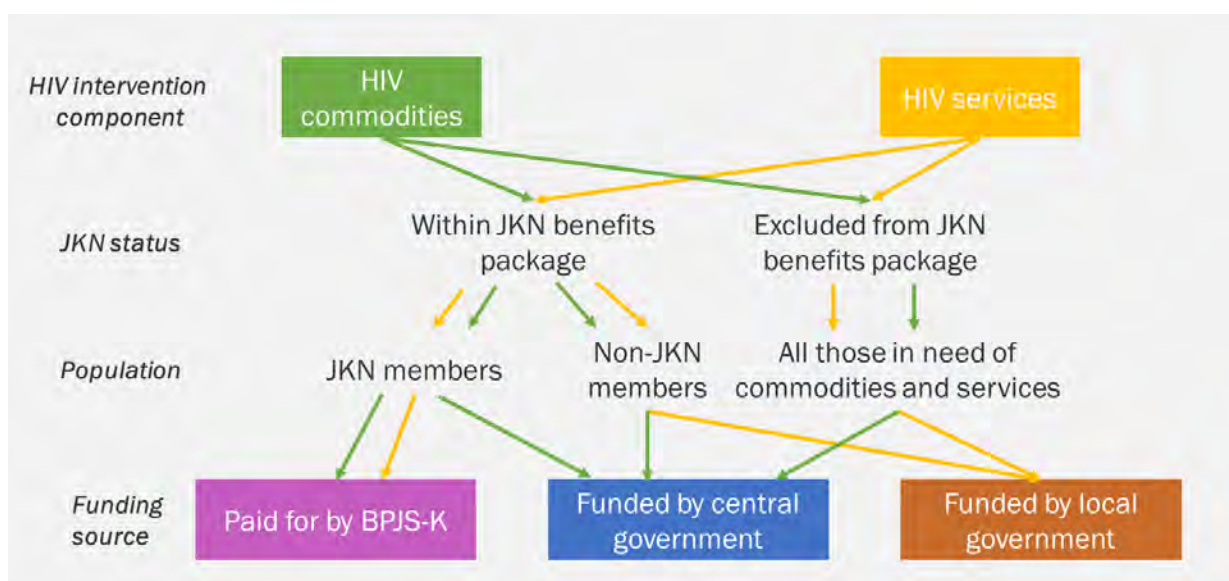 HIV intervention
component
HIV
commodities
HIV services
JKN status
Within JKN benefits
package
Excluded from JKN
benefits package
Population
JKN members
Non-JKN
members
All those in need of
commodities and services
Funding
source
Paid for by BPJS-K
Funded by central
government
Funded by local
government